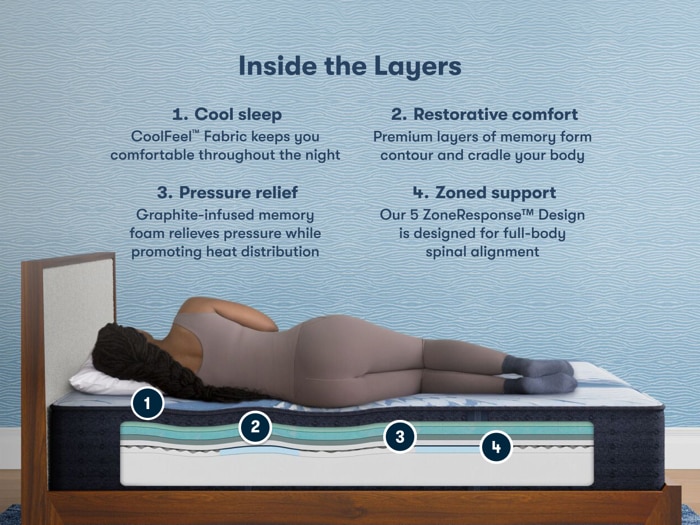 Inside the Layers
1. Cool sleep
CoolFeel™ Fabric keeps you
comfortable throughout the night
2. Restorative comfort
Premium layers of memory form
contour and cradle your body
3. Pressure relief
Graphite-infused memory
foam relieves pressure while
promoting heat distribution
4. Zoned support
Our 5 ZoneResponse™ Design
is designed for full-body
spinal alignment
1
2
3
4